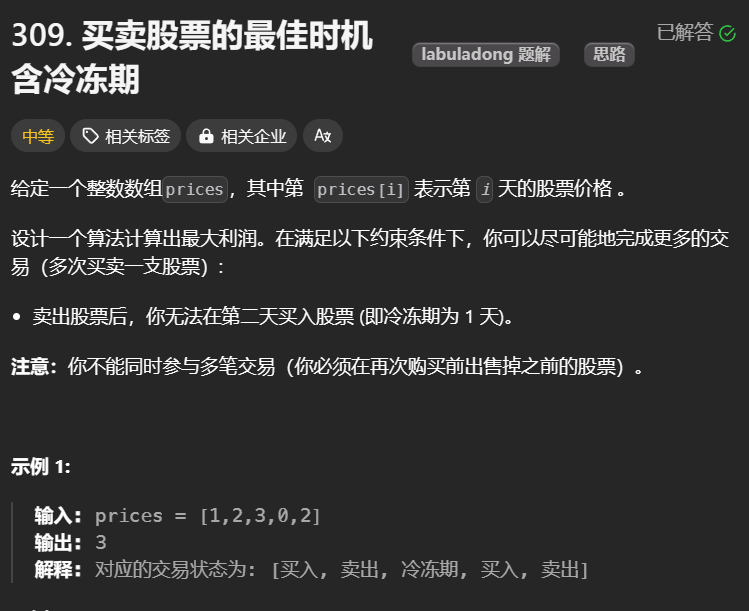 309. 买卖股票的最佳时机
含冷冻期
labuladong 题解
思路
已解答
中等
相关标签
相关企业
给定一个整数数组prices，其中第 prices[i] 表示第 i 天的股票价格 。
设计一个算法计算出最大利润。在满足以下约束条件下，你可以尽可能地完成更多的交
易（多次买卖一支股票）:
• 卖出股票后，你无法在第二天买入股票 (即冷冻期为 1 天)。
注意：你不能同时参与多笔交易（你必须在再次购买前出售掉之前的股票）。
示例 1:
输入: prices = [1,2,3,0,2]
输出: 3
解释: 对应的交易状态为: [买入, 卖出, 冷冻期, 买入, 卖出]